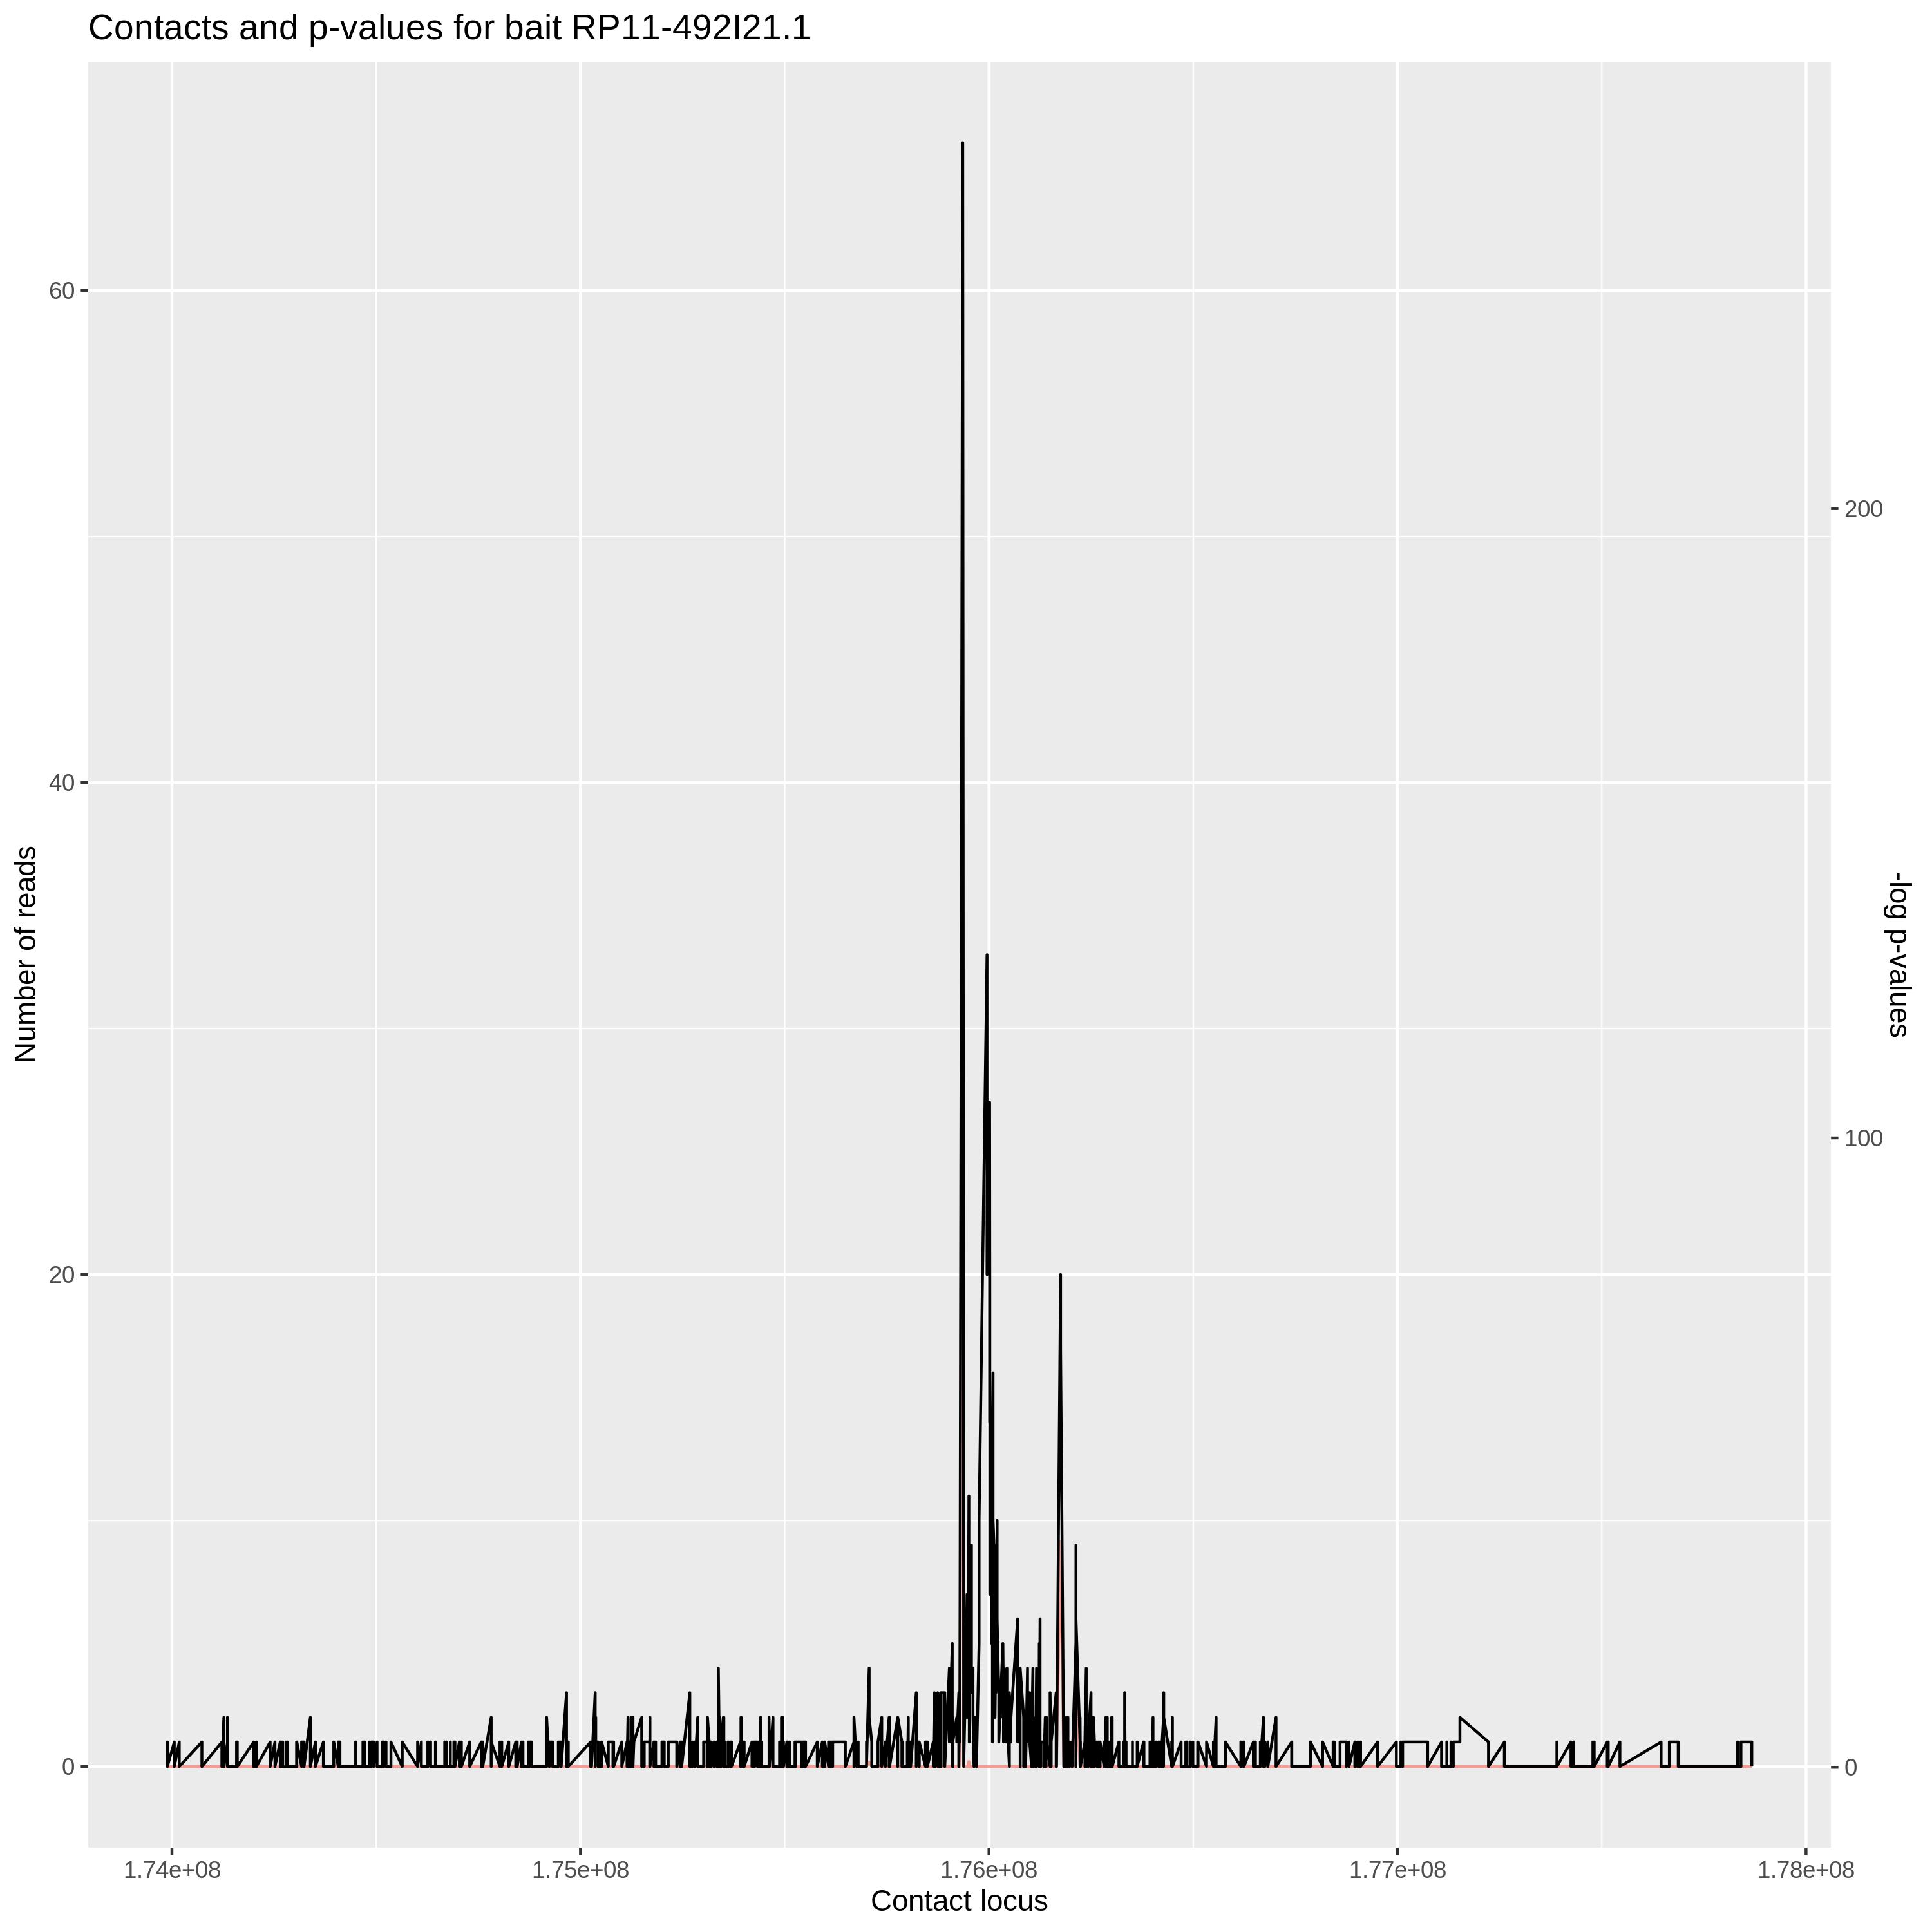 Contacts and p-values for bait RP11-492I21.1
60
40
20
0
Number of reads
200
100
0
-log p-values
1.74e+08
1.75e+08
1.76e+08
1.77e+08
1.78e+08
Contact locus